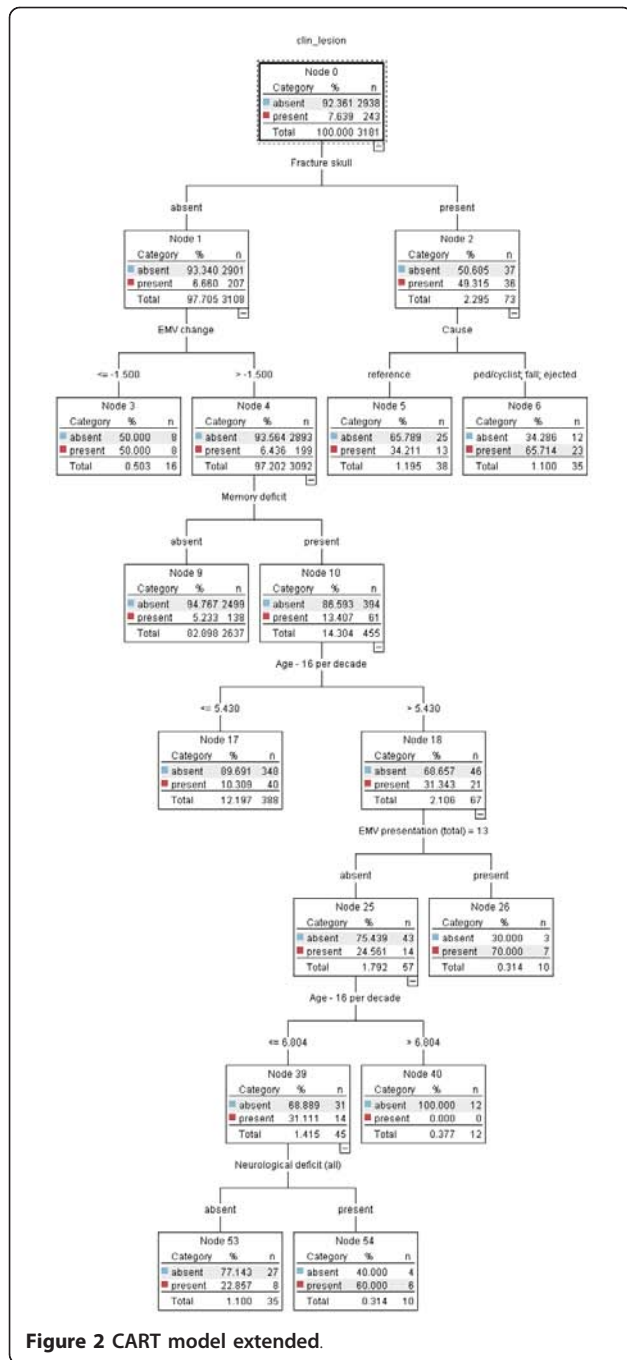 clin_lesion
Node 0
Category % n
absent 92.361 2938
present 7.639 243
Total 100.000 3181
Fracture skull
absent present
Node 1 Node 2
Category % n Category % n
absent 93.340 2901 absent 50.685 37
present 6.660 207 present 49.315 36
Total 97.705 3108 Total 2.295 73
EMV change Cause
<= -1.500 > -1.500 reference ped/cyclist; fall; ejected
Node 3 Node 4 Node 5 Node 6
Category % n Category % n Category % n Category % n
absent 50.000 8 absent 93.564 2893 absent 65.789 25 absent 34.286 12
present 50.000 8 present 6.436 199 present 34.211 13 present 65.714 23
Total 0.503 16 Total 97.202 3092 Total 1.195 38 Total 1.100 35
Memory deficit
absent present
Node 9 Node 10
Category % n Category % n
absent 94.767 2499 absent 86.593 394
present 5.233 138 present 13.407 61
Total 82.898 2637 Total 14.304 455
Age - 16 per decade
<= 5.430 > 5.430
Node 17 Node 18
Category % n Category % n
absent 89.691 348 absent 68.657 46
present 10.309 40 present 31.343 21
Total 12.197 388 Total 2.106 67
EMV presentation (total) = 13
absent present
Node 25 Node 26
Category % n Category % n
absent 75.439 43 absent 30.000 3
present 24.561 14 present 70.000 7
Total 1.792 57 Total 0.314 10
Age - 16 per decade
<= 6.804 > 6.804
Node 39 Node 40
Category % n Category % n
absent 68.889 31 absent 100.000 12
present 31.111 14 present 0.000 0
Total 1.415 45 Total 0.377 12
Neurological deficit (all)
absent present
Node 53 Node 54
Category % n Category % n
absent 77.143 27 absent 40.000 4
present 22.857 8 present 60.000 6
Total 1.100 35 Total 0.314 10
Figure 2 CART model extended.